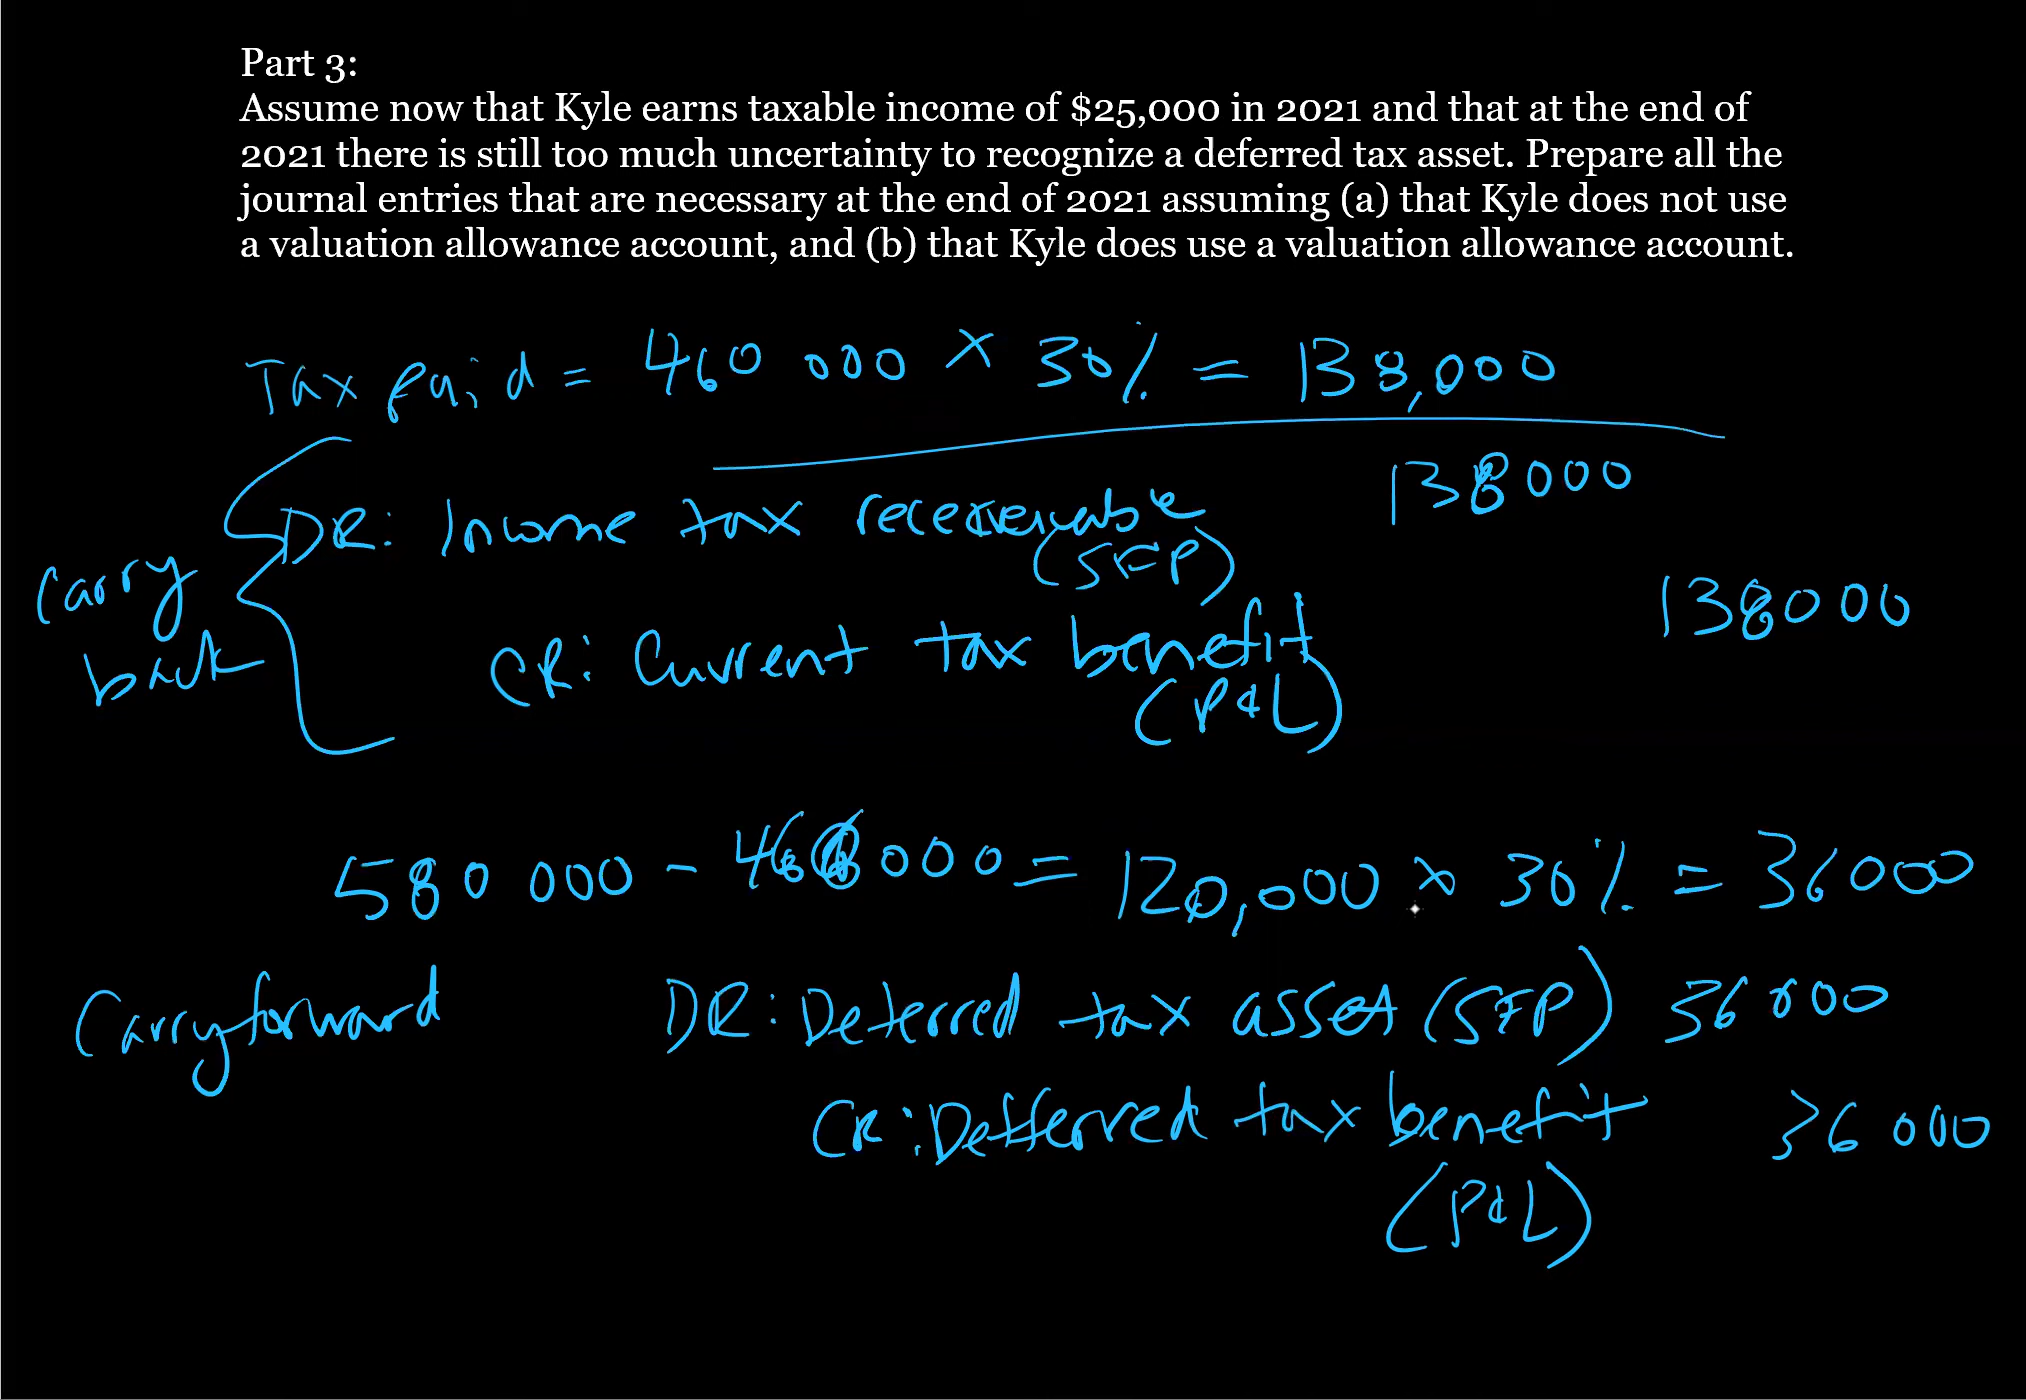 Part 3:
Assume now that Kyle earns taxable income of $25,000 in 2021 and that at the end of
2021 there is still too much uncertainty to recognize a deferred tax asset. Prepare all the
journal entries that are necessary at the end of 2021 assuming (a) that Kyle does not use
a valuation allowance account, and (b) that Kyle does use a valuation allowance account.
Tax paid = 460 000 × 30% = 138,000
DR: Income tax receivable 138000
(SFP)
Carry back
CR: Current tax benefit 138000
(P&L)
580 000 - 460 000 = 120,000 × 30% = 36000
Carryforward DR: Deferred tax asset (SFP) 36000
CR: Defferred tax benefit 36000
(P&L)